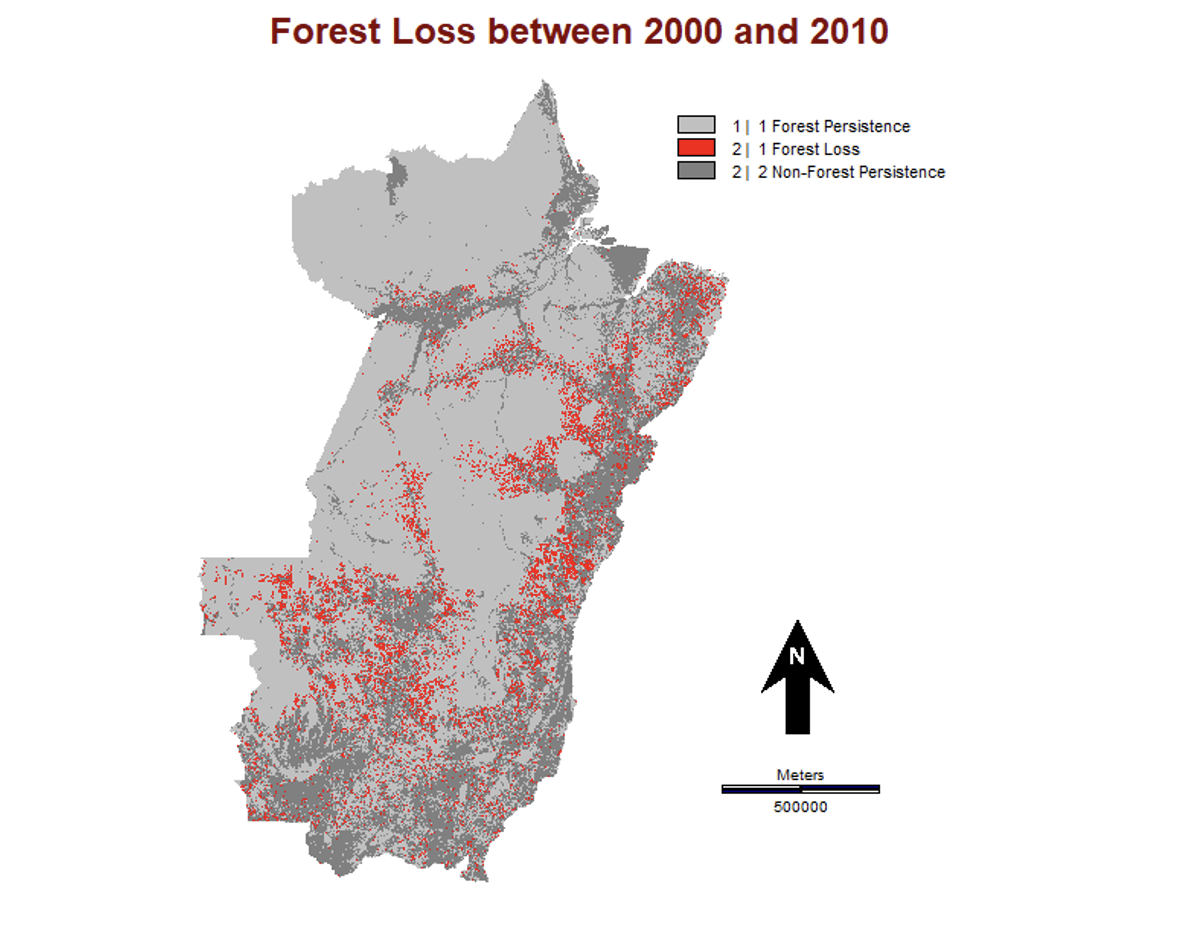 Forest Loss between 2000 and 2010
1 | 1 Forest Persistence
2 | 1 Forest Loss
2 | 2 Non-Forest Persistence
N
Meters
500000